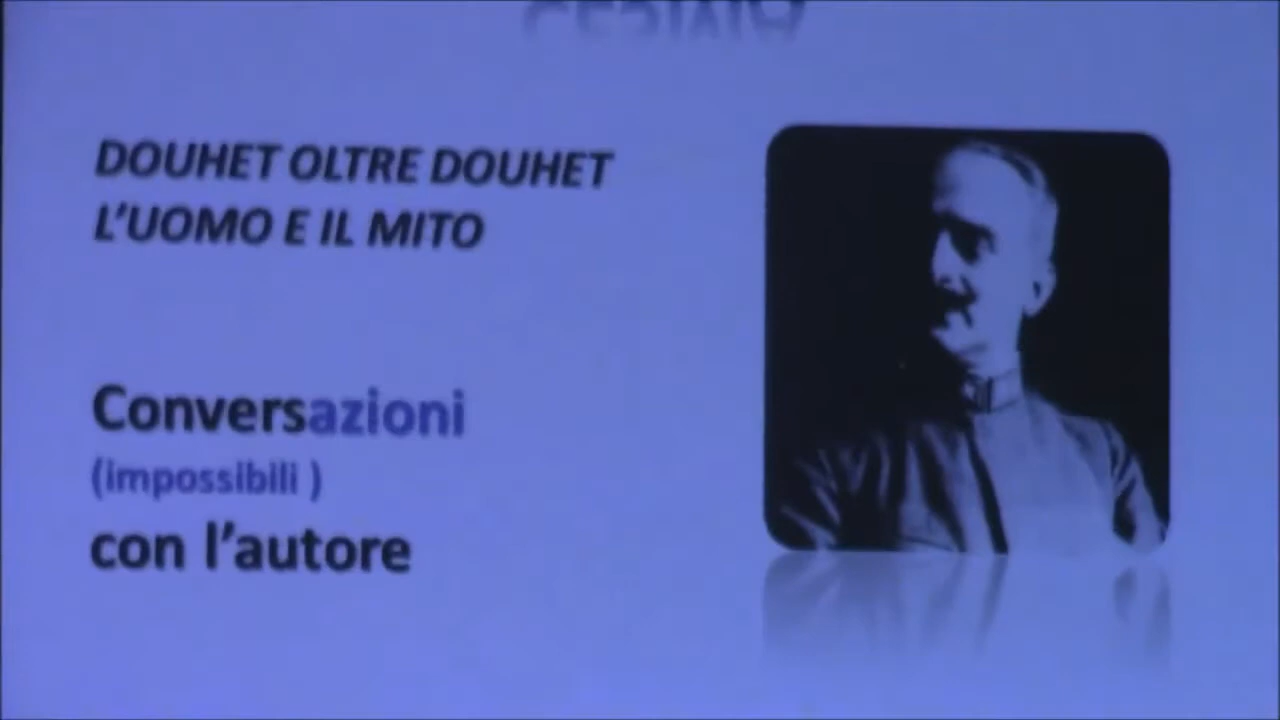 DOUHET OLTRE DOUHET
L'UOMO E IL MITO
Conversazioni
(impossibili )
con l'autore